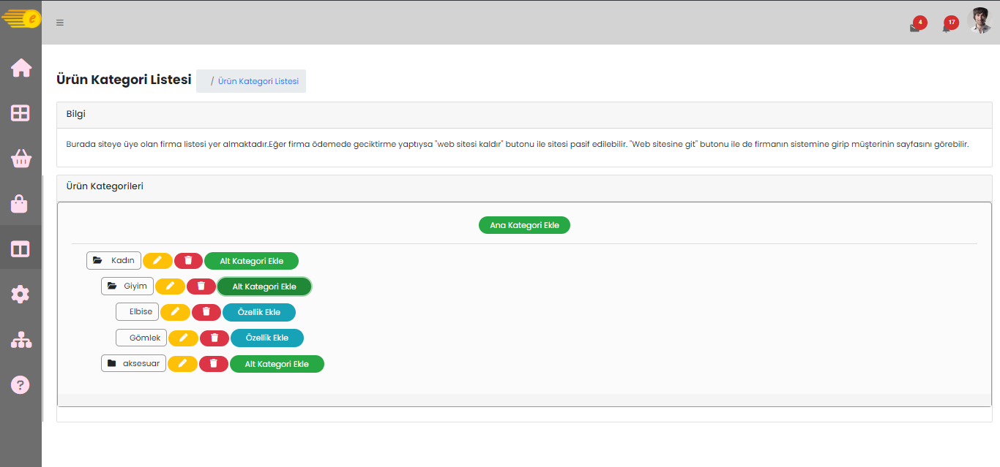 e
4
17
Ürün Kategori Listesi / Ürün Kategori Listesi
Bilgi
Burada siteye üye olan firma listesi yer almaktadır.Eğer firma ödemede geciktirme yaptıysa "web sitesi kaldır" butonu ile sitesi pasif edilebilir. "Web sitesine git" butonu ile de firmanın sistemine girip müşterinin sayfasını görebilir.
Ürün Kategorileri
Ana Kategori Ekle
Kadın Alt Kategori Ekle
Giyim Alt Kategori Ekle
Elbise Özellik Ekle
Gömlek Özellik Ekle
aksesuar Alt Kategori Ekle
?